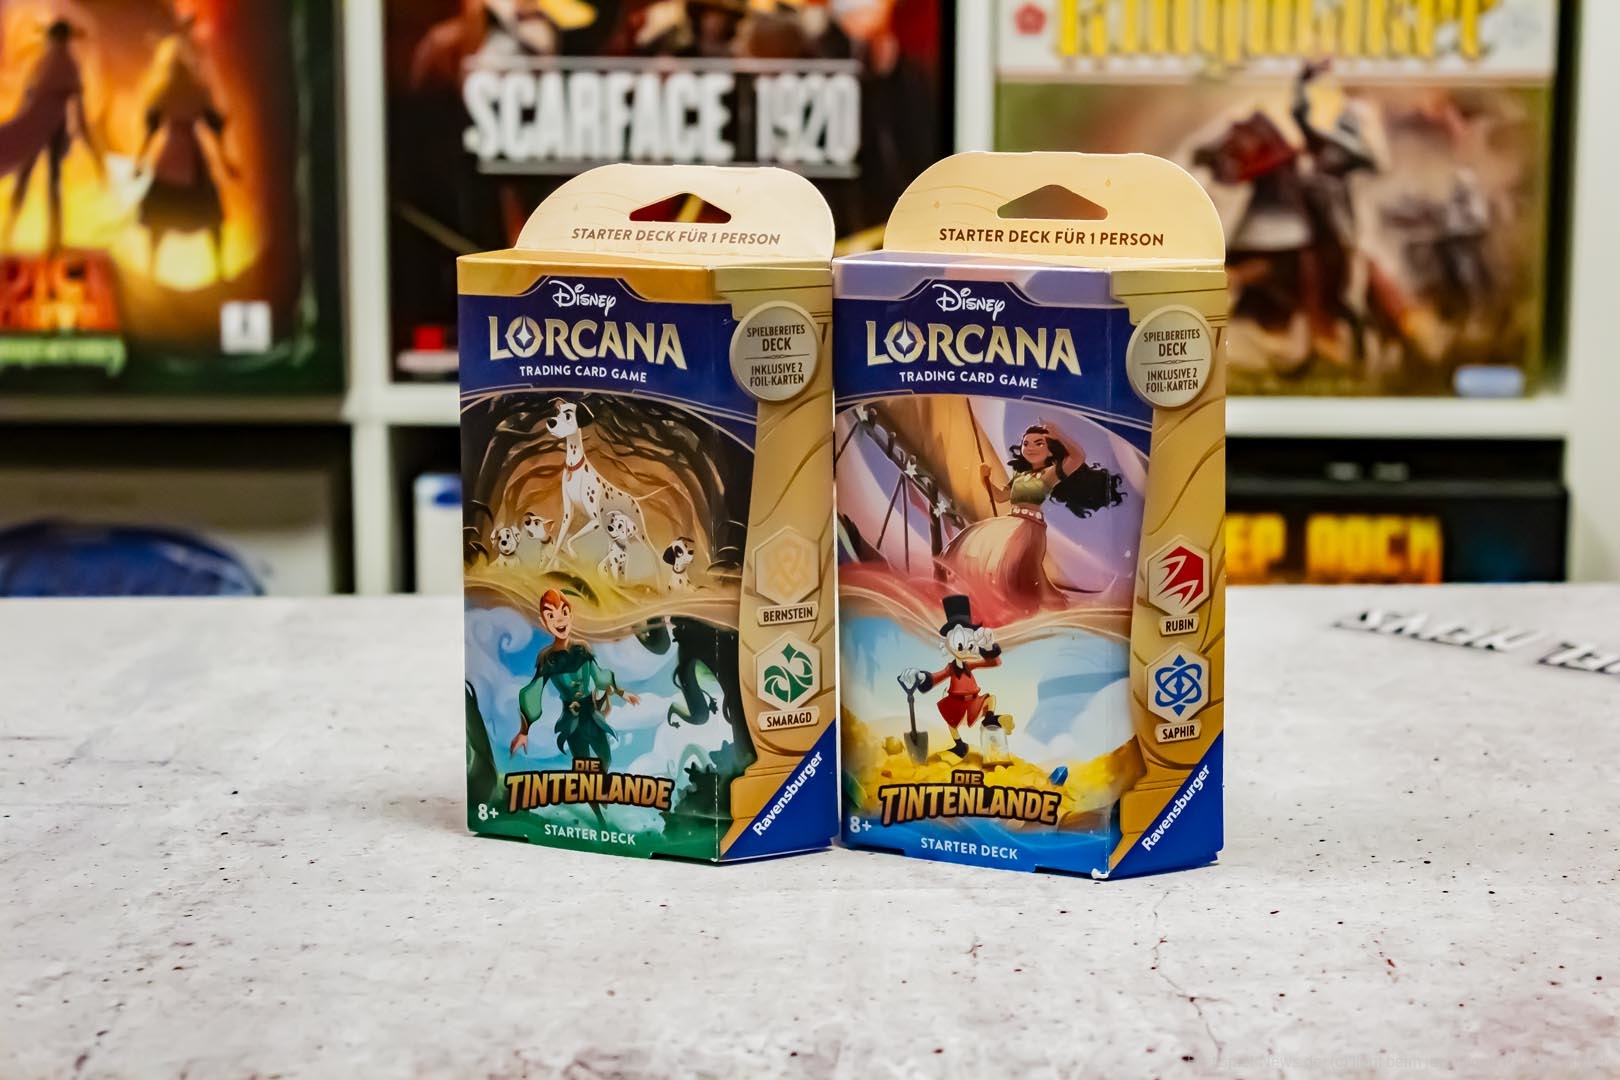 SCARFACE 1920
STARTER DECK FÜR 1 PERSON
Disney
LORCANA
TRADING CARD GAME
SPIELBEREITES
DECK
INKLUSIVE 2
FOIL-KARTEN
BERNSTEIN
SMARAGD
DIE
TINTENLANDE
8+
STARTER DECK
Ravensburger
STARTER DECK FÜR 1 PERSON
Disney
LORCANA
TRADING CARD GAME
SPIELBEREITES
DECK
INKLUSIVE 2
FOIL-KARTEN
RUBIN
SAPHIR
DIE
TINTENLANDE
8+
STARTER DECK
Ravensburger